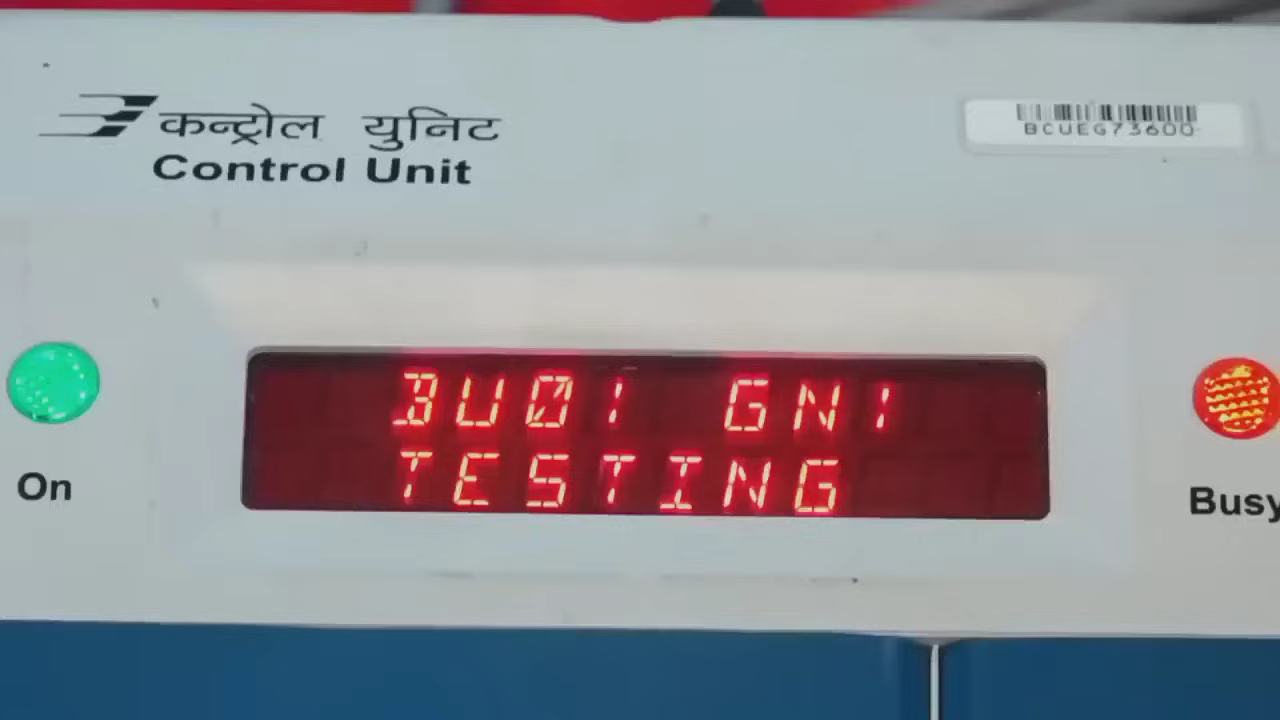 कन्ट्रोल युनिट
Control Unit
BCUEG73600
BU01 GN1
TESTING
On
Busy